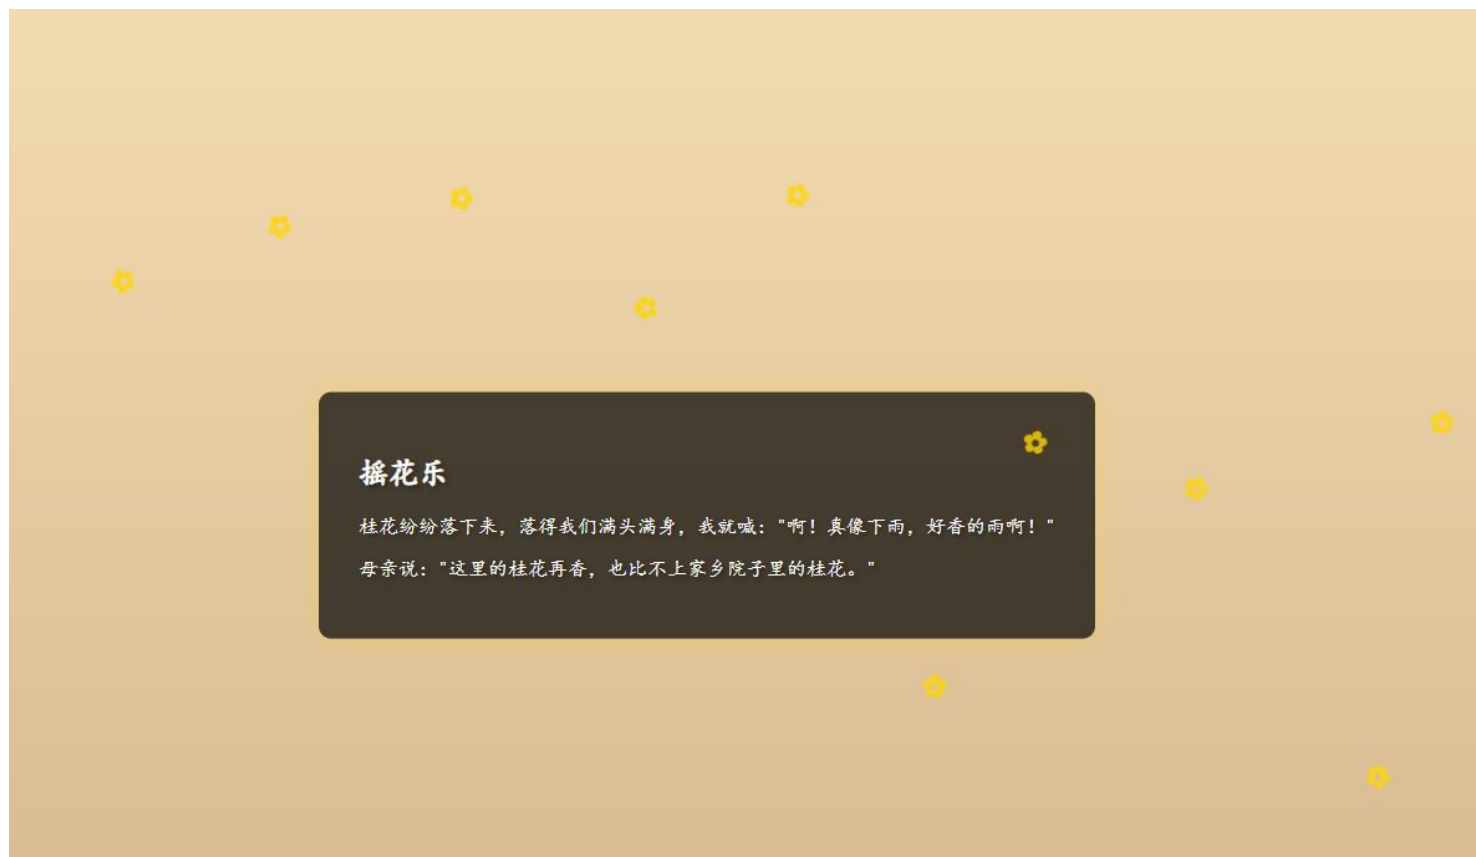 摇花乐
桂花纷纷落下来，落得我们满头满身，我就喊："啊！真像下雨，好香的雨啊！"
母亲说："这里的桂花再香，也比不上家乡院子里的桂花。"